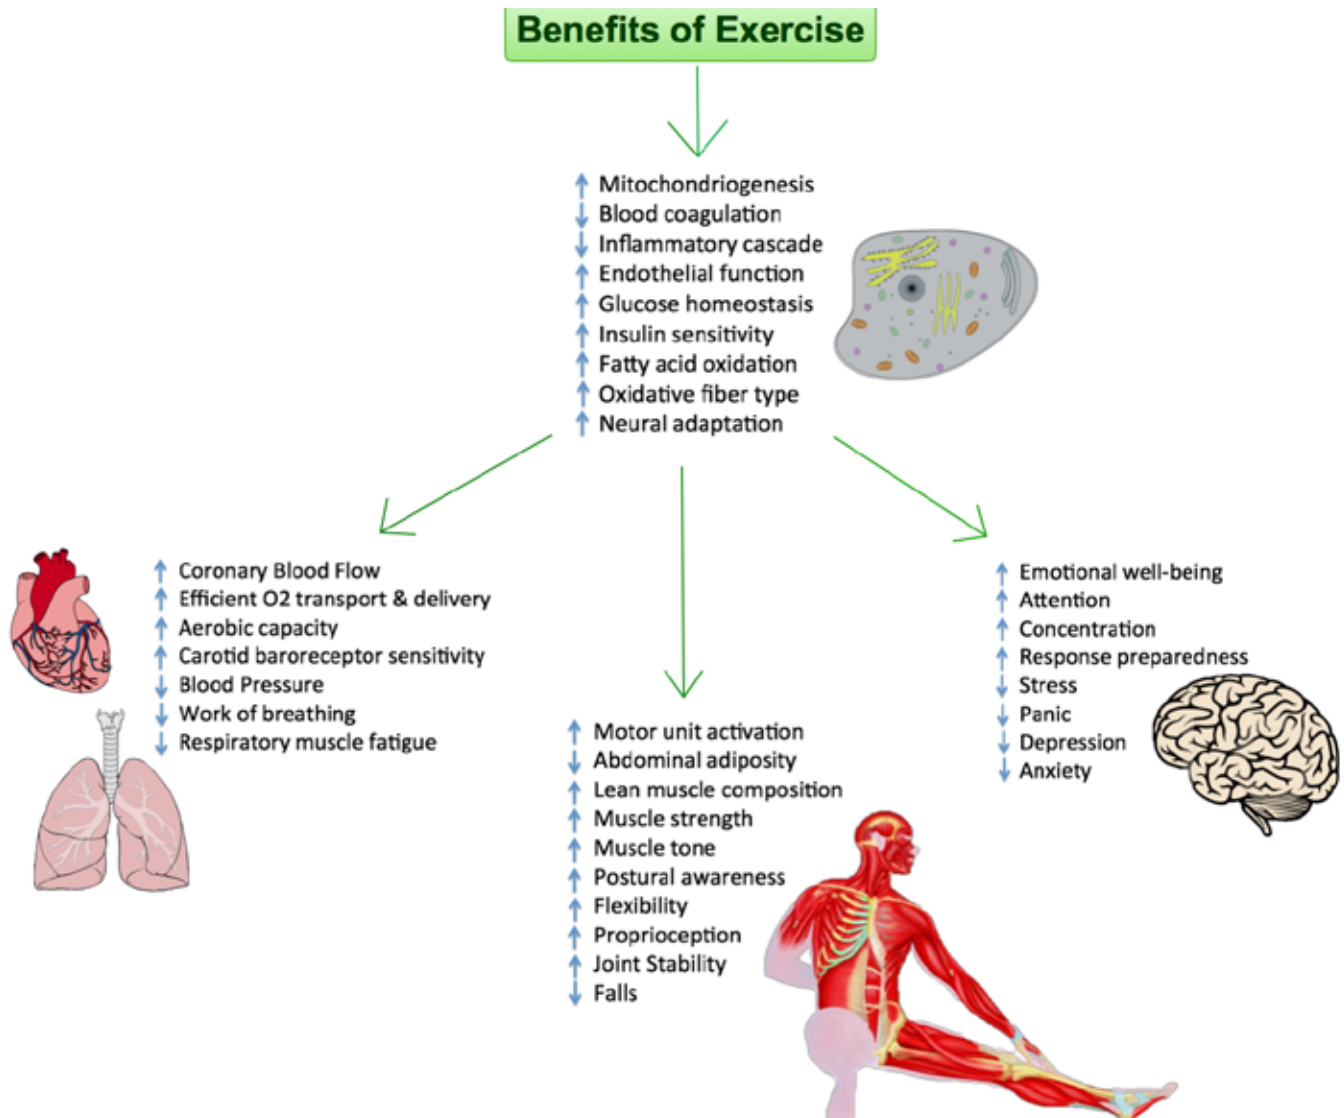 Benefits of Exercise
↑ Mitochondriogenesis
↓ Blood coagulation
↓ Inflammatory cascade
↑ Endothelial function
↑ Glucose homeostasis
↑ Insulin sensitivity
↑ Fatty acid oxidation
↑ Oxidative fiber type
↑ Neural adaptation
↑ Coronary Blood Flow
↑ Efficient O2 transport & delivery
↑ Aerobic capacity
↑ Carotid baroreceptor sensitivity
↓ Blood Pressure
↓ Work of breathing
↓ Respiratory muscle fatigue
↑ Motor unit activation
↓ Abdominal adiposity
↑ Lean muscle composition
↑ Muscle strength
↑ Muscle tone
↑ Postural awareness
↑ Flexibility
↑ Proprioception
↑ Joint Stability
↓ Falls
↑ Emotional well-being
↑ Attention
↑ Concentration
↑ Response preparedness
↓ Stress
↓ Panic
↓ Depression
↓ Anxiety